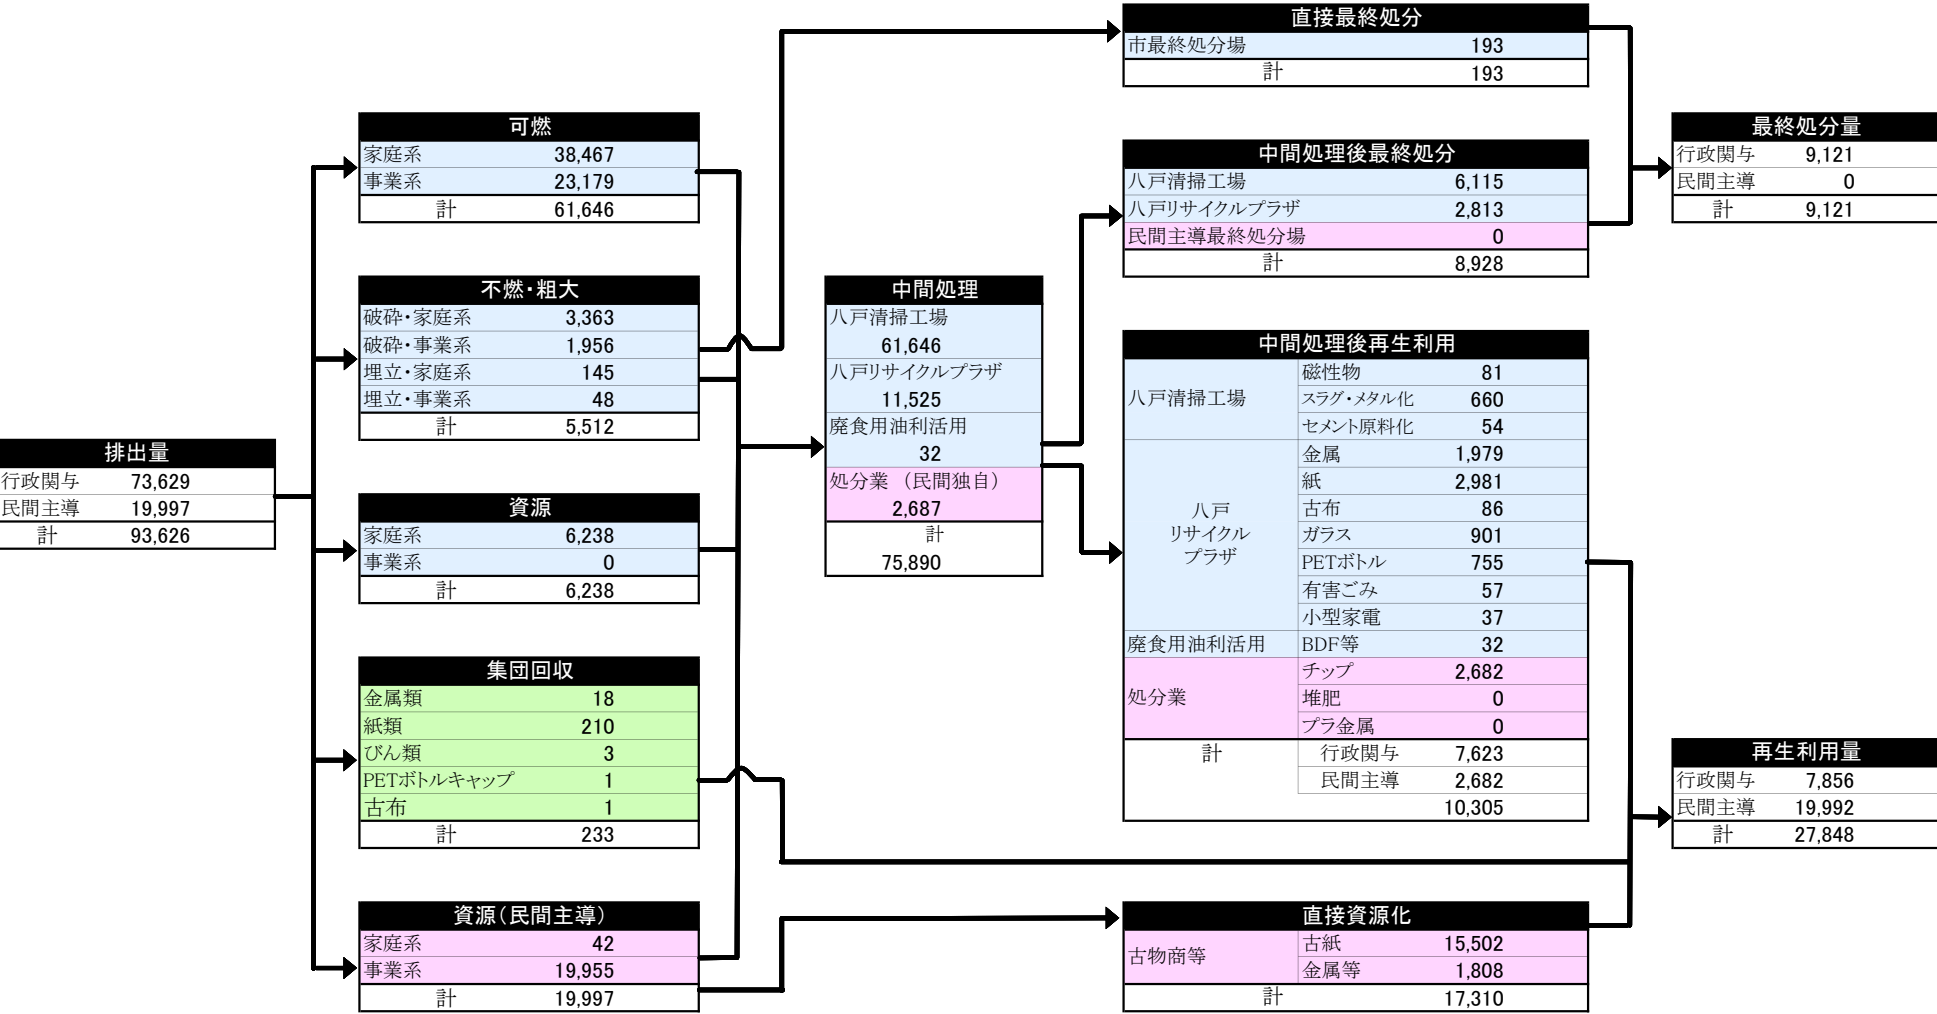 排出量
行政関与 73,629
民間主導 19,997
計 93,626
可燃
家庭系 38,467
事業系 23,179
計 61,646
不燃・粗大
破砕・家庭系 3,363
破砕・事業系 1,956
埋立・家庭系 145
埋立・事業系 48
計 5,512
資源
家庭系 6,238
事業系 0
計 6,238
集団回収
金属類 18
紙類 210
びん類 3
PETボトルキャップ 1
古布 1
計 233
資源(民間主導)
家庭系 42
事業系 19,955
計 19,997
中間処理
八戸清掃工場
61,646
八戸リサイクルプラザ
11,525
廃食用油利活用
32
処分業 (民間独自)
2,687
計
75,890
直接最終処分
市最終処分場 193
計 193
中間処理後最終処分
八戸清掃工場 6,115
八戸リサイクルプラザ 2,813
民間主導最終処分場 0
計 8,928
中間処理後再生利用
八戸清掃工場
磁性物 81
スラグ・メタル化 660
セメント原料化 54
八戸
リサイクル
プラザ
金属 1,979
紙 2,981
古布 86
ガラス 901
PETボトル 755
有害ごみ 57
小型家電 37
廃食用油利活用 BDF等 32
処分業
チップ 2,682
堆肥 0
プラ金属 0
計 行政関与 7,623
民間主導 2,682
10,305
直接資源化
古物商等
古紙 15,502
金属等 1,808
計 17,310
最終処分量
行政関与 9,121
民間主導 0
計 9,121
再生利用量
行政関与 7,856
民間主導 19,992
計 27,848